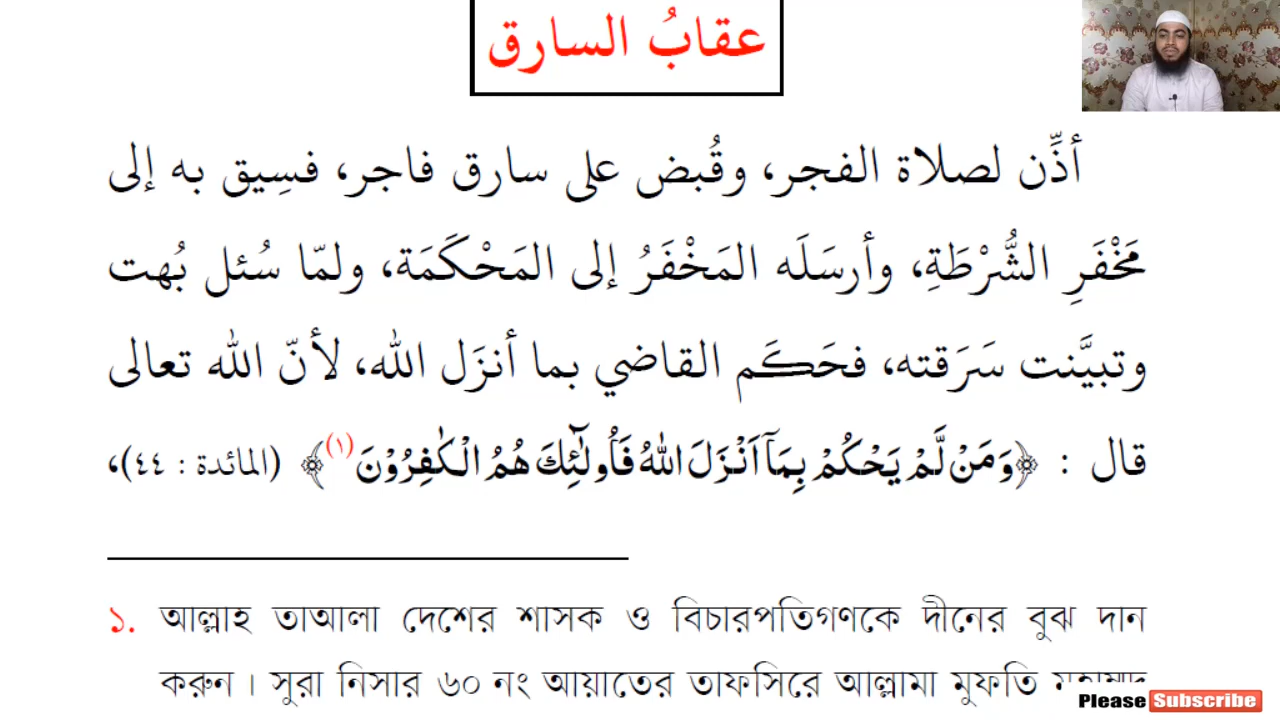 عقابُ السارق
أذِّن لصلاة الفجر، وقُبض على سارق فاجر، فسِيق به إلى
مَخْفَرِ الشُّرْطَةِ، وأرسَلَه المَخْفَرُ إلى المَحْكَمَة، ولمّا سُئل بُهت
وتبيَّنت سَرَقته، فحَكَم القاضي بما أنزَل الله، لأنّ الله تعالى
قال : ﴿وَمَنْ لَّمْ يَحْكُمْ بِمَآ اَنْزَلَ اللّٰهُ فَاُولٰٓئِكَ هُمُ الْكٰفِرُوْنَ (١)﴾ (المائدة : ٤٤)،
১. আল্লাহ তাআলা দেশের শাসক ও বিচারপতিগণকে দীনের বুঝ দান
করুন। সুরা নিসার ৬০ নং আয়াতের তাফসিরে আল্লামা মুফতি
Please Subscribe